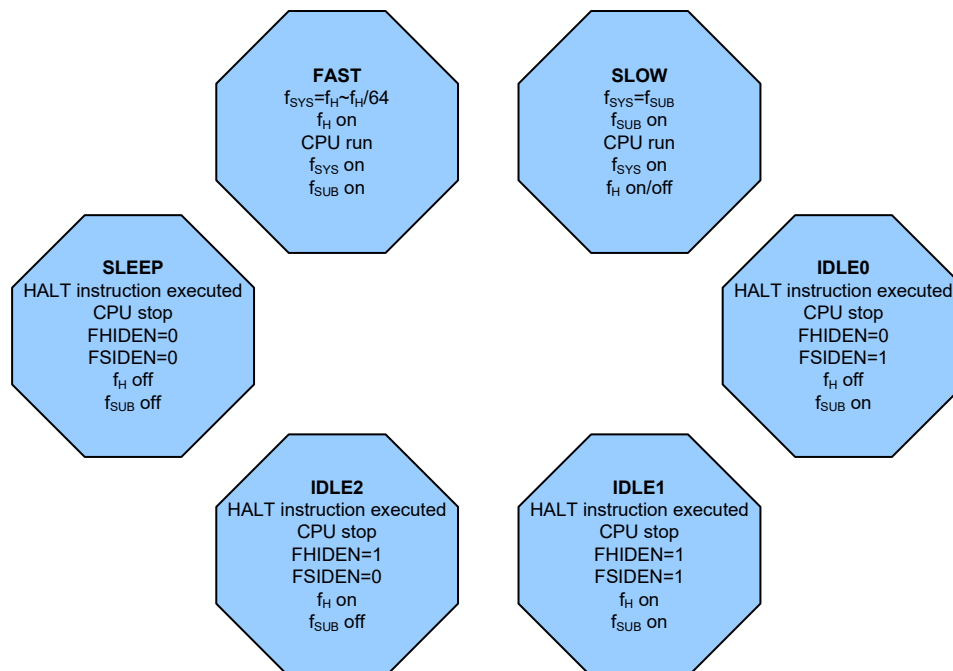 FAST
fSYS=fH~fH/64
fH on
CPU run
fSYS on
fSUB on
SLOW
fSYS=fSUB
fSUB on
CPU run
fSYS on
fH on/off
SLEEP
HALT instruction executed
CPU stop
FHIDEN=0
FSIDEN=0
fH off
fSUB off
IDLE0
HALT instruction executed
CPU stop
FHIDEN=0
FSIDEN=1
fH off
fSUB on
IDLE2
HALT instruction executed
CPU stop
FHIDEN=1
FSIDEN=0
fH on
fSUB off
IDLE1
HALT instruction executed
CPU stop
FHIDEN=1
FSIDEN=1
fH on
fSUB on